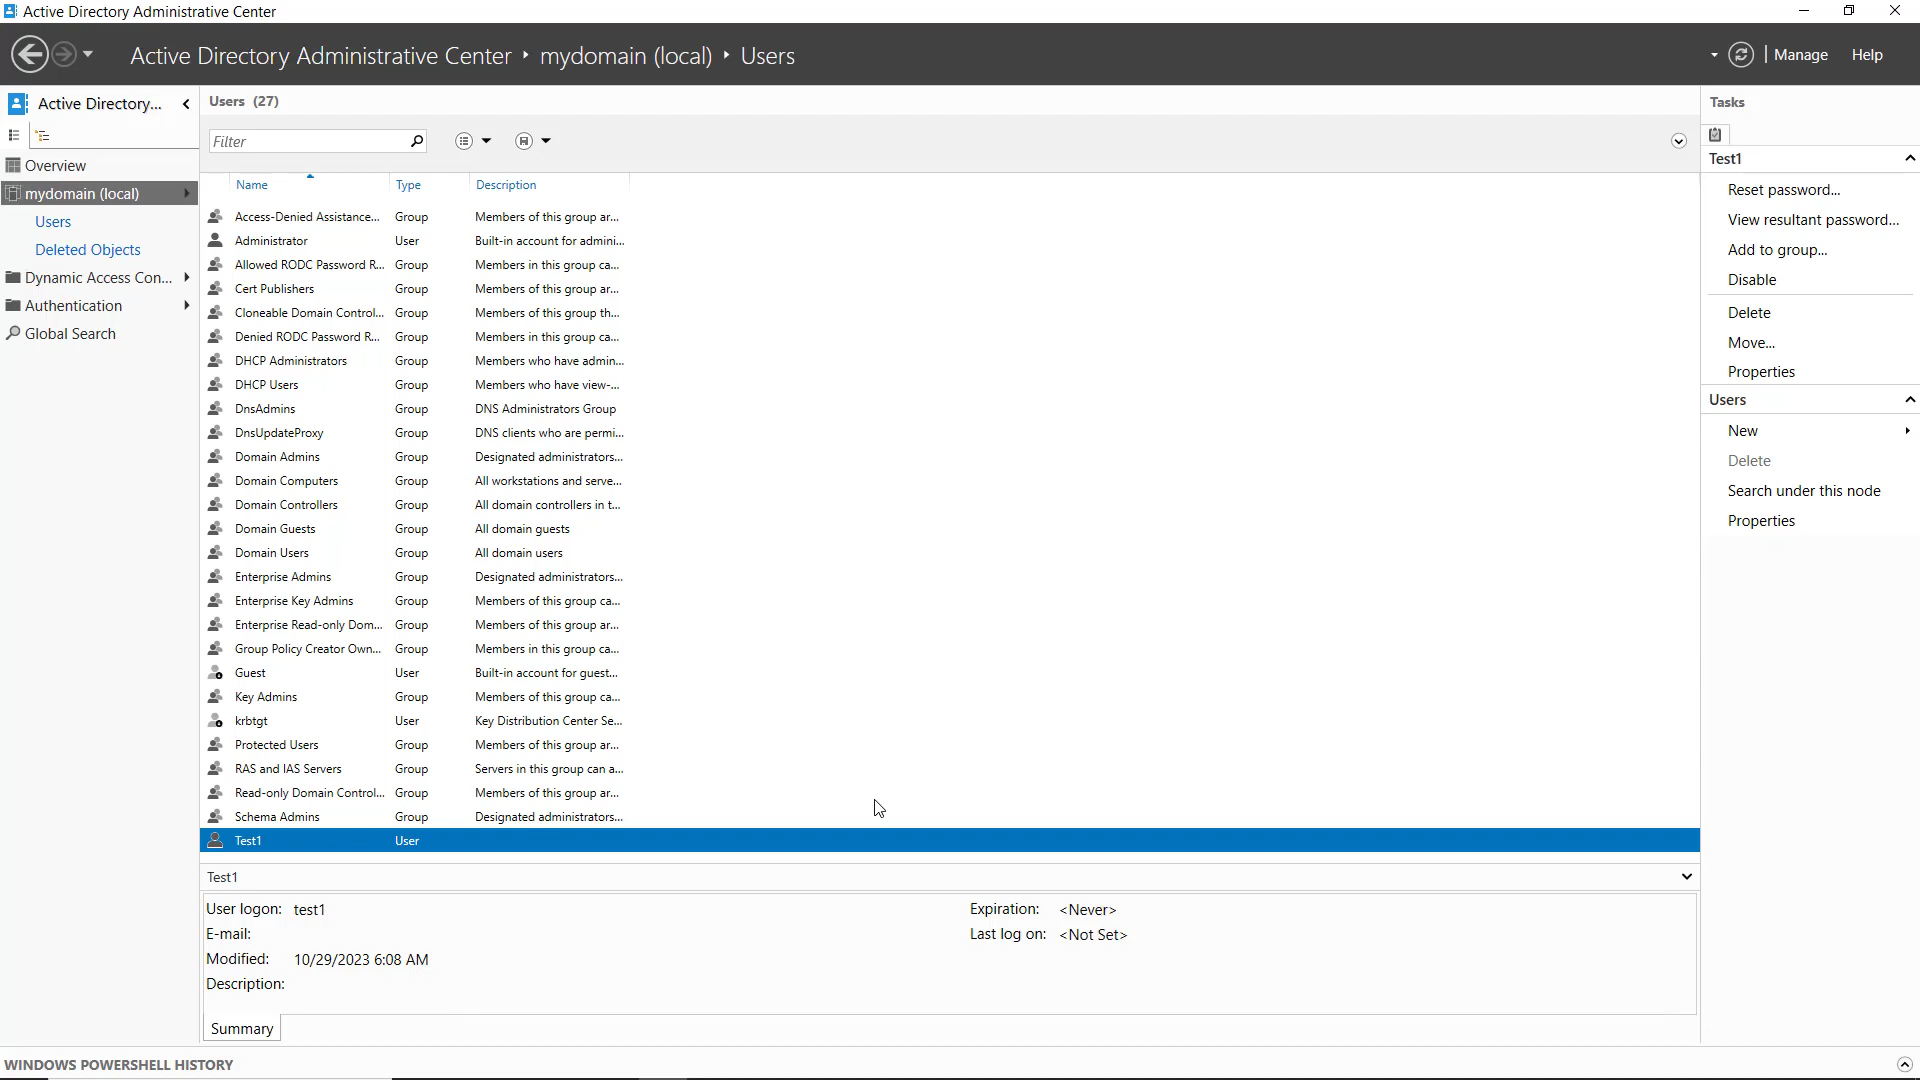 Active Directory Administrative Center
Active Directory Administrative Center • mydomain (local) • Users
Manage
Help
Active Directory...
Overview
mydomain (local)
Users
Deleted Objects
Dynamic Access Con...
Authentication
Global Search
Users (27)
Filter
Name Type Description
Access-Denied Assistance... Group Members of this group ar...
Administrator User Built-in account for admini...
Allowed RODC Password R... Group Members in this group ca...
Cert Publishers Group Members of this group ar...
Cloneable Domain Control... Group Members of this group th...
Denied RODC Password R... Group Members in this group ca...
DHCP Administrators Group Members who have admin...
DHCP Users Group Members who have view-...
DnsAdmins Group DNS Administrators Group
DnsUpdateProxy Group DNS clients who are permi...
Domain Admins Group Designated administrators...
Domain Computers Group All workstations and serve...
Domain Controllers Group All domain controllers in t...
Domain Guests Group All domain guests
Domain Users Group All domain users
Enterprise Admins Group Designated administrators...
Enterprise Key Admins Group Members of this group ca...
Enterprise Read-only Dom... Group Members of this group ar...
Group Policy Creator Own... Group Members in this group ca...
Guest User Built-in account for guest...
Key Admins Group Members of this group ca...
krbtgt User Key Distribution Center Se...
Protected Users Group Members of this group ar...
RAS and IAS Servers Group Servers in this group can a...
Read-only Domain Control... Group Members of this group ar...
Schema Admins Group Designated administrators...
Test1 User
Test1
User logon: test1
E-mail:
Modified: 10/29/2023 6:08 AM
Description:
Expiration: <Never>
Last log on: <Not Set>
Summary
Tasks
Test1
Reset password...
View resultant password...
Add to group...
Disable
Delete
Move...
Properties
Users
New
Delete
Search under this node
Properties
WINDOWS POWERSHELL HISTORY